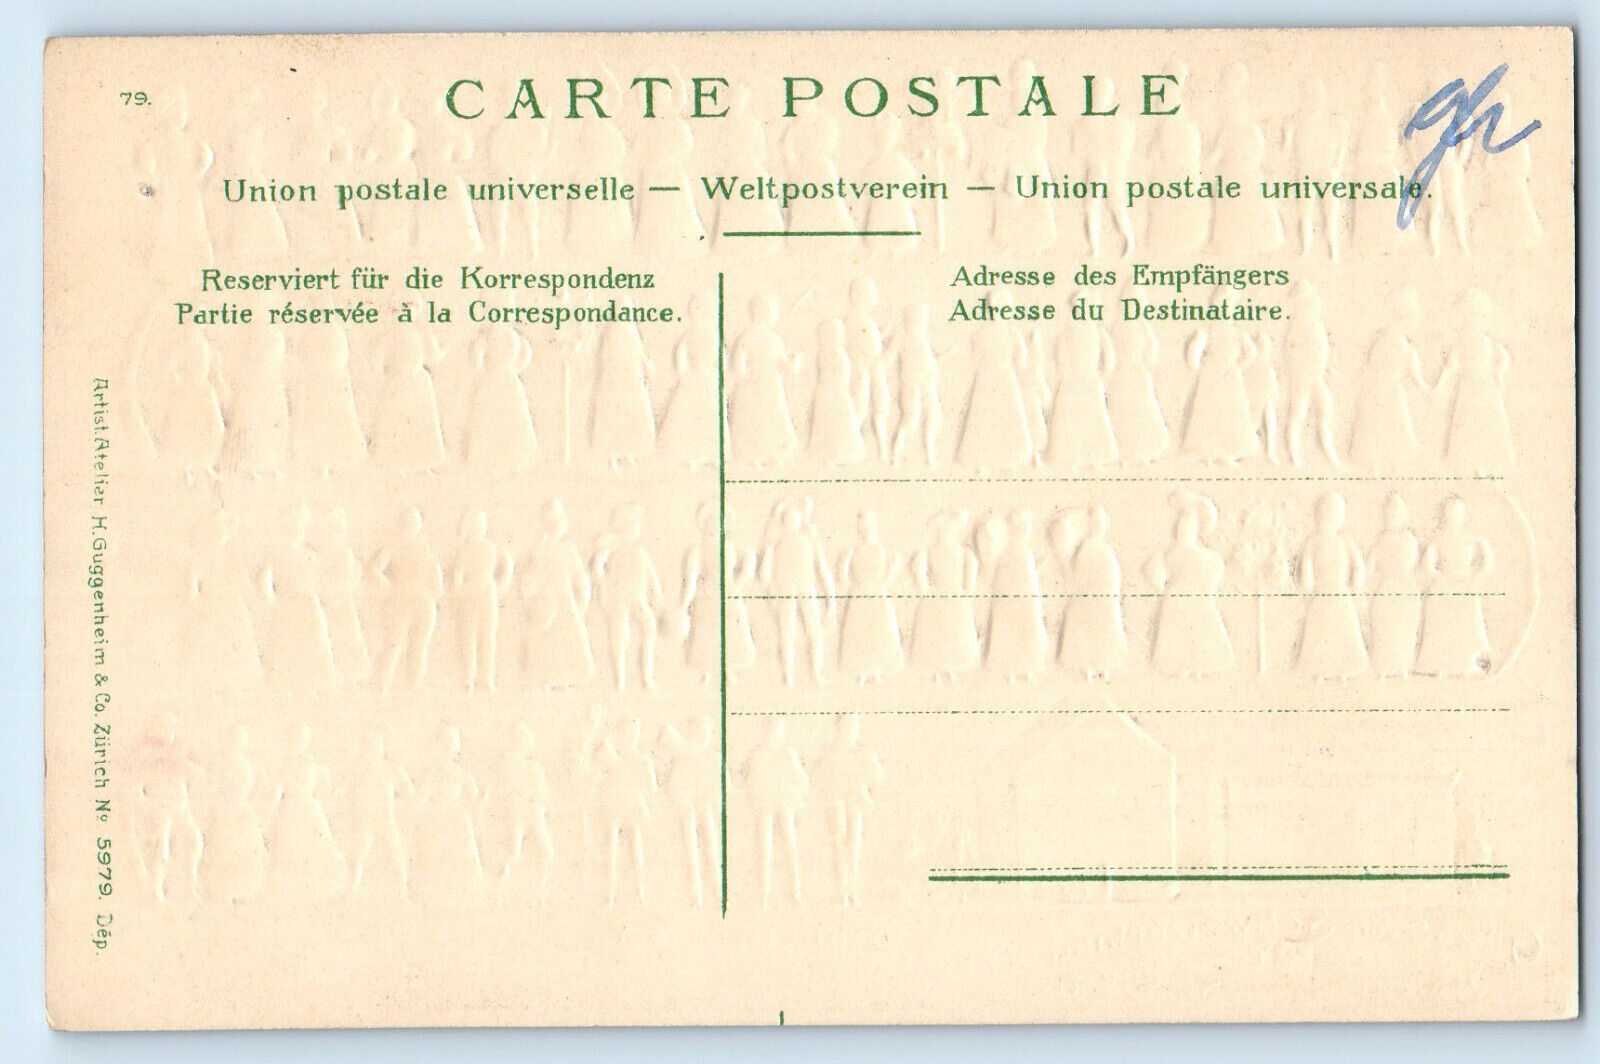 79.
CARTE POSTALE
Union postale universelle — Weltpostverein — Union postale universale.
Reserviert für die Korrespondenz
Partie réservée à la Correspondance.
Adresse des Empfängers
Adresse du Destinataire.
Artist. Atelier H. Guggenheim & Co. Zürich No 5979. Dép.